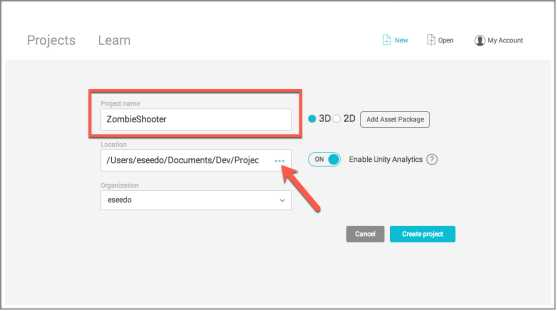 Projects Learn New Open My Account
Project name
ZombieShooter
3D 2D Add Asset Package
Location
/Users/eseedo/Documents/Dev/Projec ... ON Enable Unity Analytics ?
Organization
eseedo
Cancel Create project